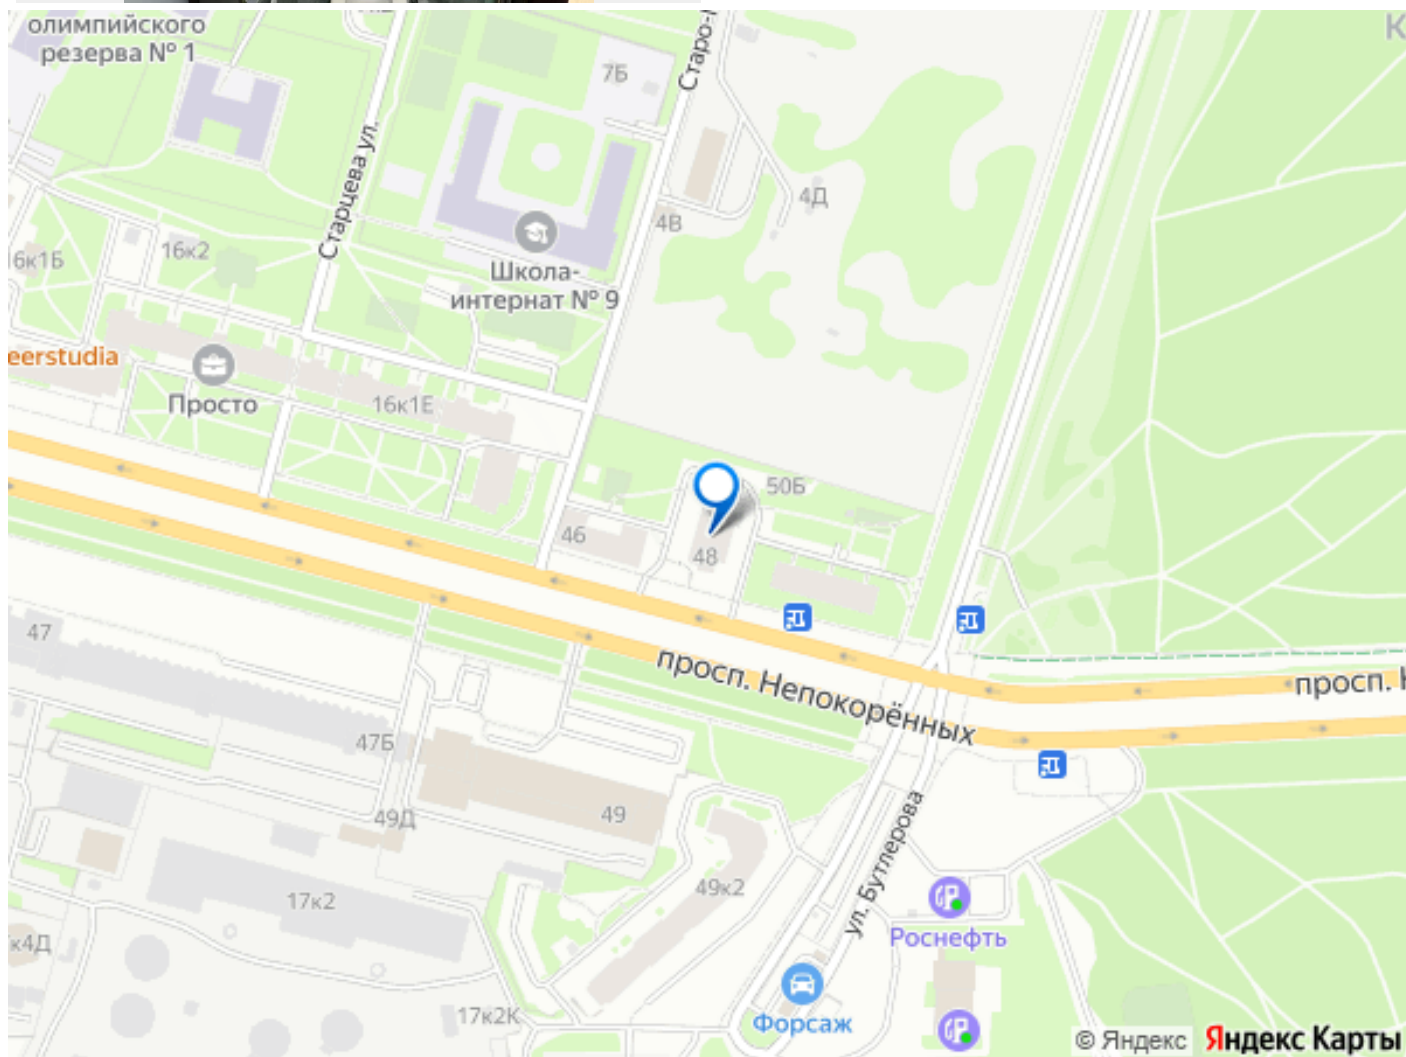 олимпийского
резерва № 1
7Б
Старо-
Старцева ул.
4Д
4В
16к2
6к1Б
Школа-
интернат № 9
eerstudia
Просто
16к1Е
50Б
46
48
47
просп. Непокорённых
просп.
47Б
49Д
49
ул. Бутлерова
49к2
17к2
к4Д
Роснефть
17к2К
Форсаж
© Яндекс Яндекс Карты